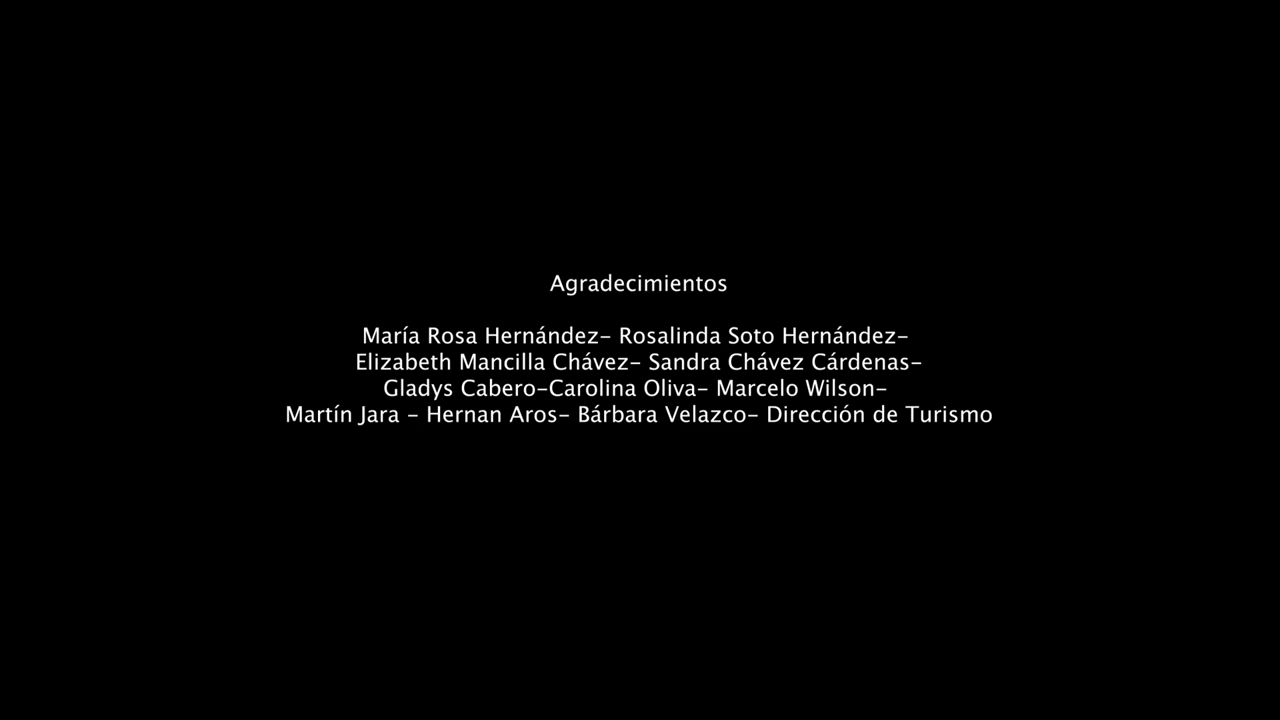 Agradecimientos
María Rosa Hernández- Rosalinda Soto Hernández-
Elizabeth Mancilla Chávez- Sandra Chávez Cárdenas-
Gladys Cabero-Carolina Oliva- Marcelo Wilson-
Martín Jara - Hernan Aros- Bárbara Velazco- Dirección de Turismo